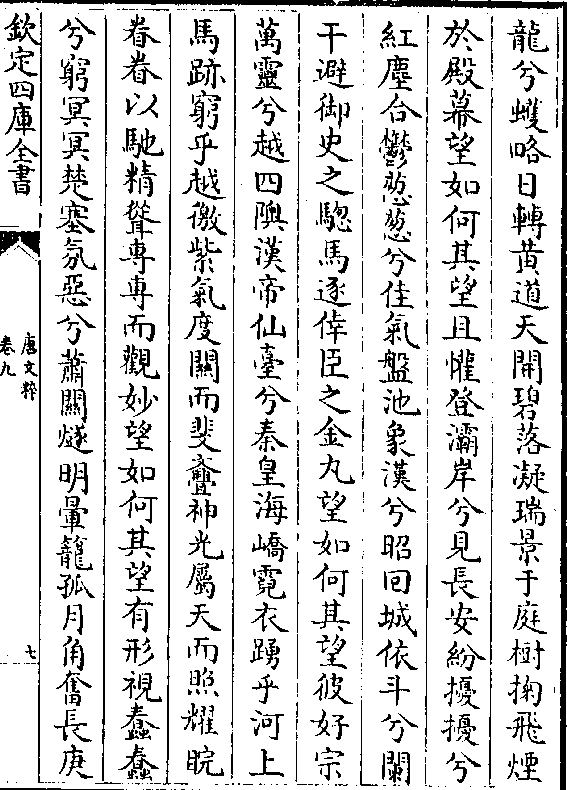 龍兮蠖略日轉黄道天開碧落凝瑞景于庭樹掬飛煙
於殿幕望如何其望且懽登灞岸兮見長安紛擾擾兮
紅塵合鬱葱葱兮佳氣盤池象漢兮昭回城依斗兮闌
干避御史之驄馬逐倖臣之金丸望如何其望彼好宗
萬靈兮越四隩漢帝仙臺兮秦皇海嶠霓衣踴乎河上
馬跡窮乎越徼紫氣度關而斐亹神光屬天而照耀睆
眷眷以馳精聳專專而觀妙望如何其望有形視蠢蠢
兮窮冥冥楚塞氛惡兮蕭關燧明暈籠孤月角奮長庚
欽定四庫全書
唐文粹
卷九
七